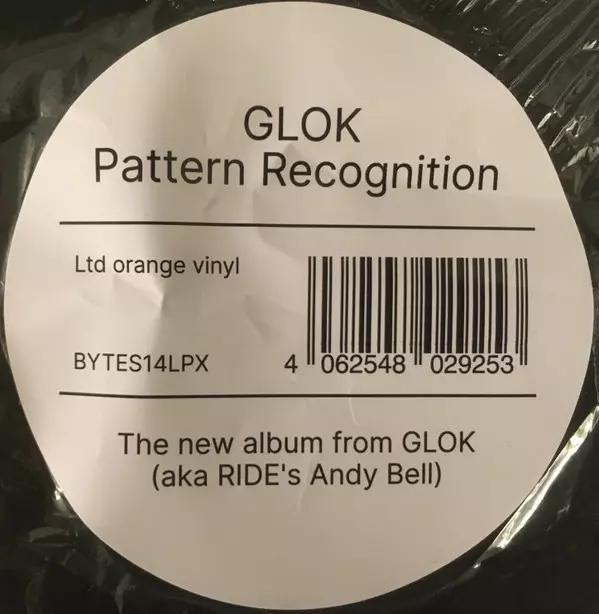 GLOK
Pattern Recognition
Ltd orange vinyl
BYTES14LPX
4 062548 029253
The new album from GLOK
(aka RIDE's Andy Bell)